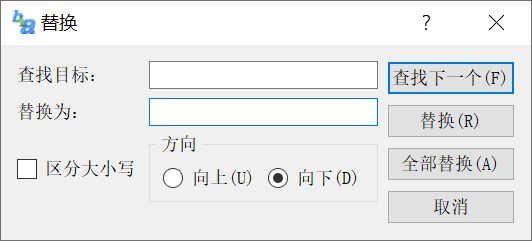 替换
查找目标：
查找下一个(F)
替换为：
替换(R)
方向
区分大小写
向上(U)
向下(D)
全部替换(A)
取消